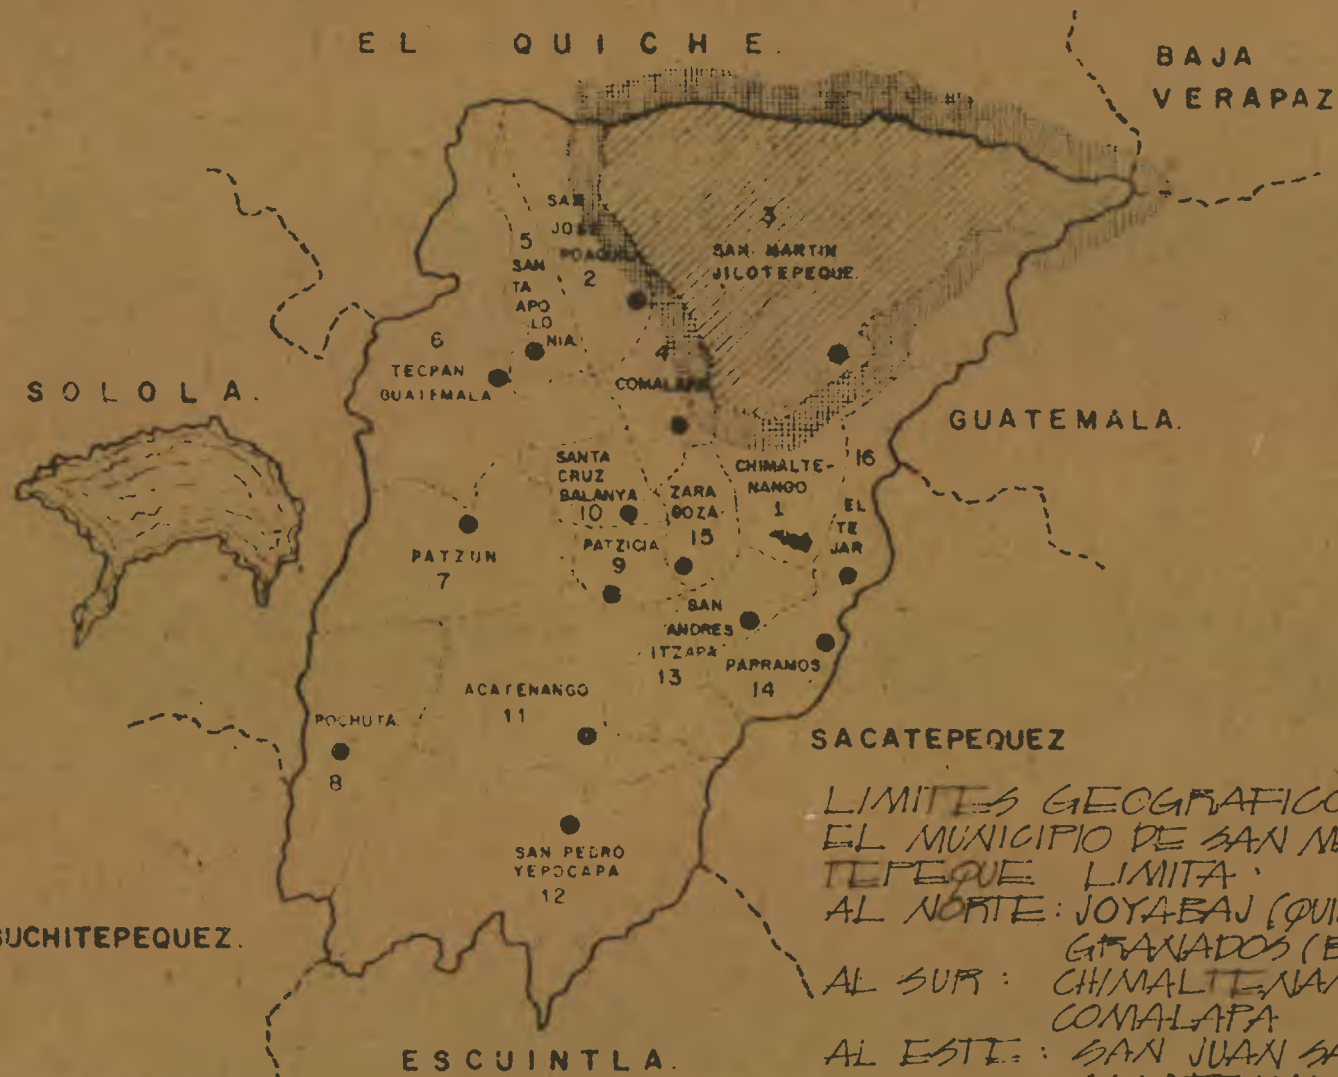 EL QUICHE.
BAJA
VERAPAZ
SAN
JOSE
POAQUIL
2
3
SAN MARTIN
JILOTEPEQUE.
5
SAN
TA
APO
LO
NIA
6
TECPAN
GUATEMALA
4
COMALAPA
SOLOLA.
GUATEMALA.
SANTA
CRUZ
BALANYA
10
ZARA
GOZA
15
CHIMALTE-
NANGO
1
16
EL
TE
JAR
PATZUN
7
PATZICIA
9
SAN
ANDRES
ITZAPA
13
PARRAMOS
14
ACATENANGO
11
POCHUTA
8
SACATEPEQUEZ
SAN PEDRO
YEPOCAPA
12
SUCHITEPEQUEZ.
ESCUINTLA.
LIMITES GEOGRAFICO
EL MUNICIPIO DE SAN M
TEPEQUE LIMITA.
AL NORTE: JOYABAJ (QUI
GRANADOS (B
AL SUR: CHIMALTENAN
COMALAPA
AL ESTE: SAN JUAN SA